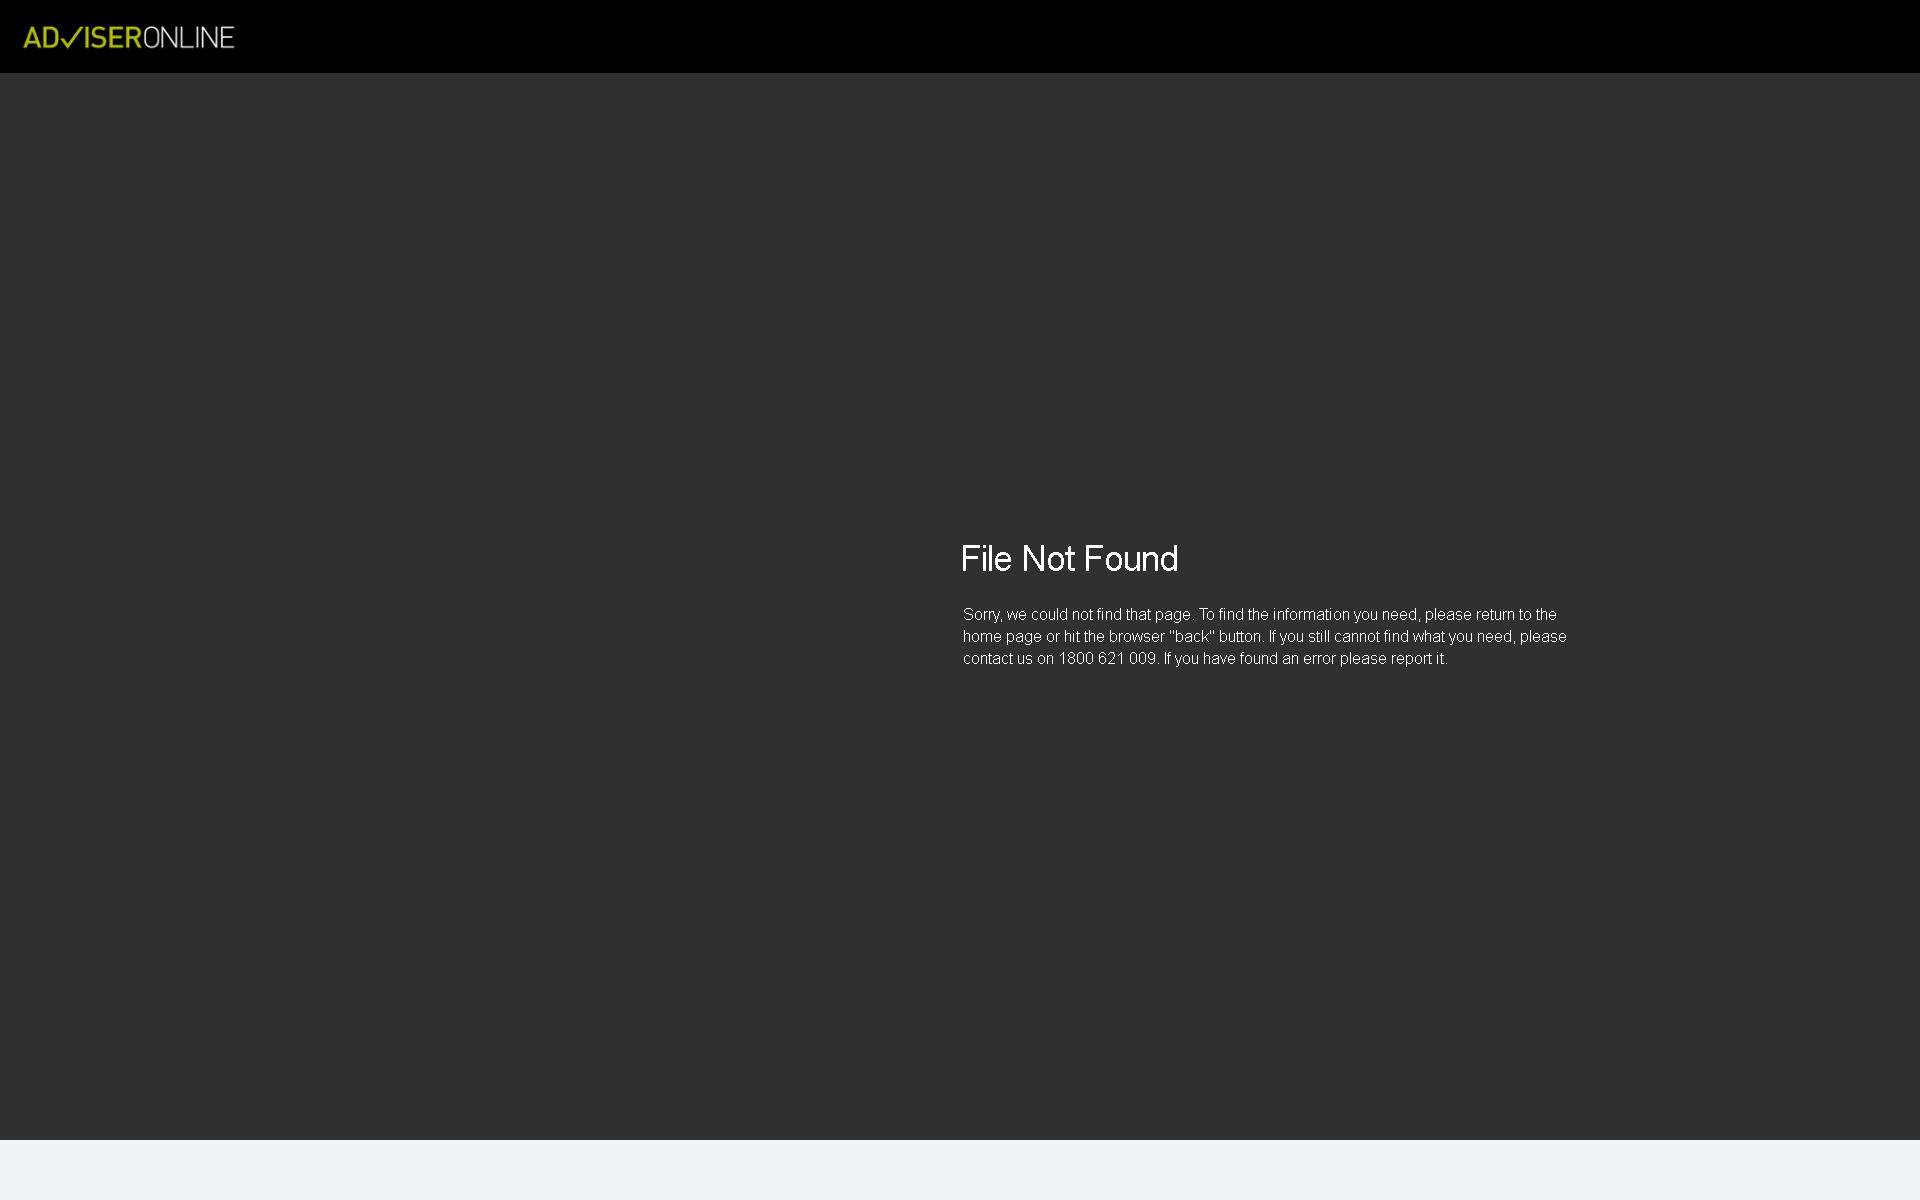 ADVISERONLINE
File Not Found
Sorry, we could not find that page. To find the information you need, please return to the
home page or hit the browser "back" button. If you still cannot find what you need, please
contact us on 1800 621 009. If you have found an error please report it.